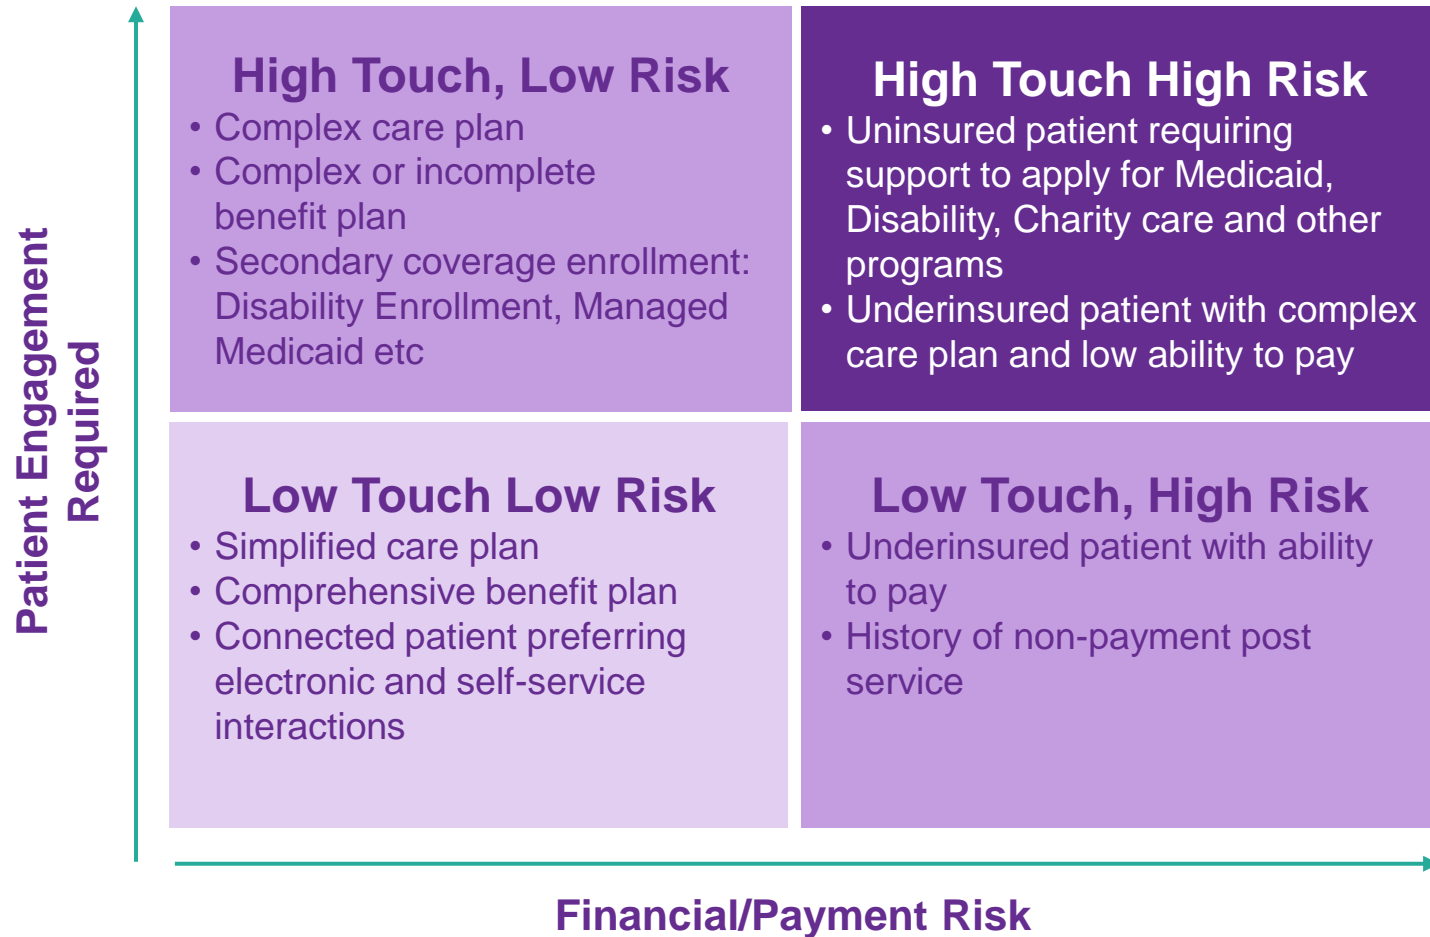 Patient Engagement
Required
High Touch, Low Risk
• Complex care plan
• Complex or incomplete
benefit plan
• Secondary coverage enrollment:
Disability Enrollment, Managed
Medicaid etc
High Touch High Risk
• Uninsured patient requiring
support to apply for Medicaid,
Disability, Charity care and other
programs
• Underinsured patient with complex
care plan and low ability to pay
Low Touch Low Risk
• Simplified care plan
• Comprehensive benefit plan
• Connected patient preferring
electronic and self-service
interactions
Low Touch, High Risk
• Underinsured patient with ability
to pay
• History of non-payment post
service
Financial/Payment Risk